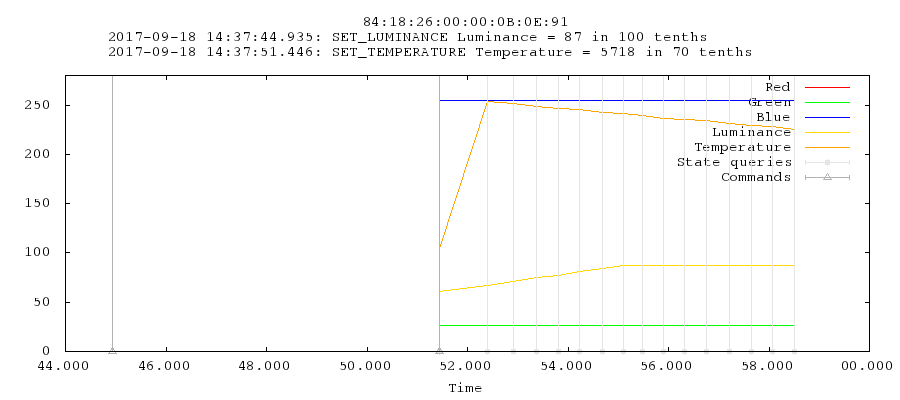 84:18:26:00:00:0B:0E:91
2017-09-18 14:37:44.935: SET_LUMINANCE Luminance = 87 in 100 tenths
2017-09-18 14:37:51.446: SET_TEMPERATURE Temperature = 5718 in 70 tenths
250
200
150
100
50
0
Red
Green
Blue
Luminance
Temperature
State queries
Commands
44.000 46.000 48.000 50.000 52.000 54.000 56.000 58.000 00.000
Time